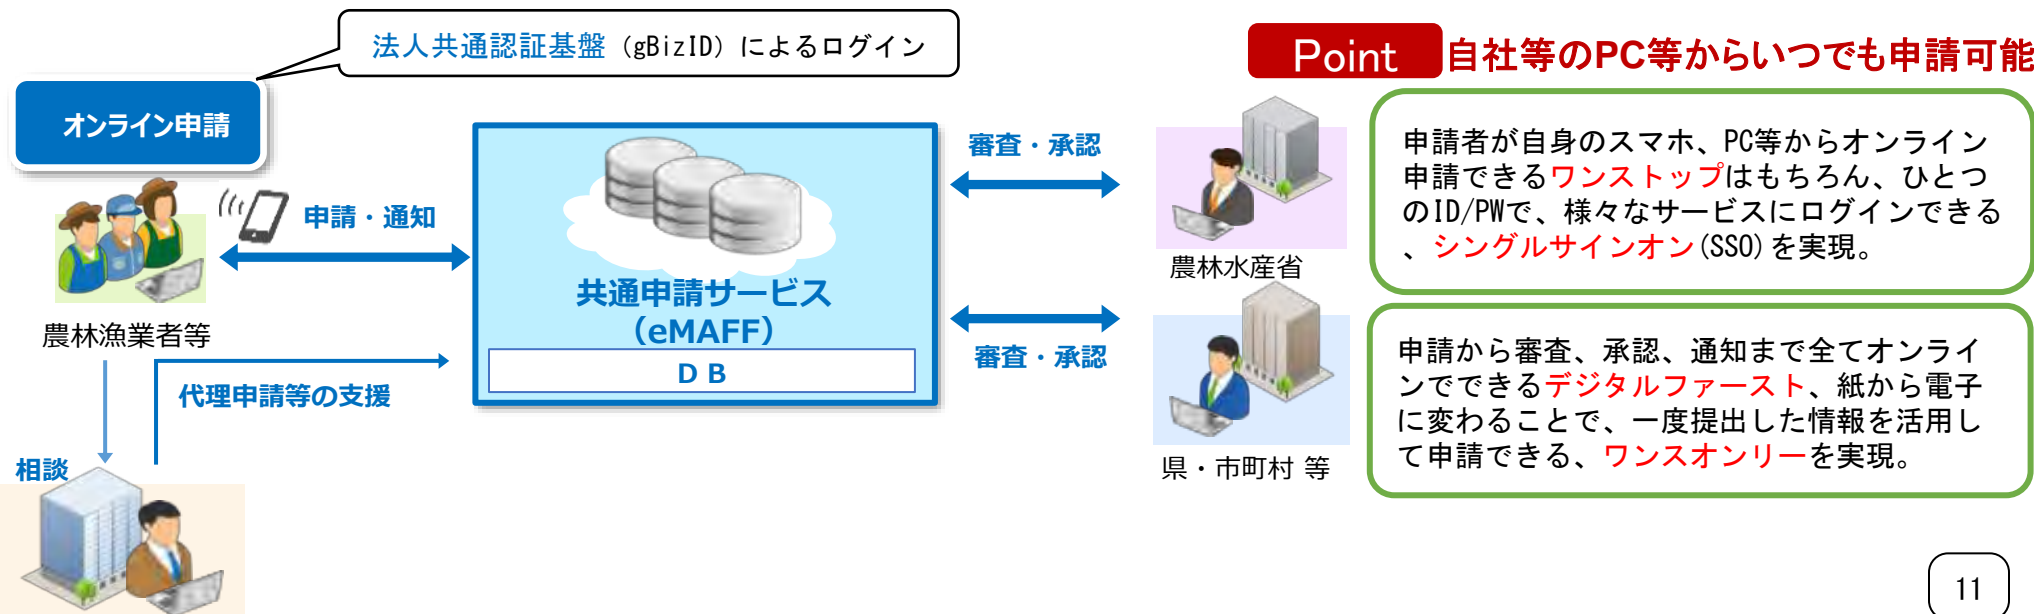 法人共通認証基盤（gBizID）によるログイン
オンライン申請
申請・通知
農林漁業者等
代理申請等の支援
相談
共通申請サービス
（eMAFF）
ＤＢ
審査・承認
農林水産省
審査・承認
県・市町村 等
Point 自社等のPC等からいつでも申請可能
申請者が自身のスマホ、PC等からオンライン
申請できるワンストップはもちろん、ひとつ
のID/PWで、様々なサービスにログインできる
、シングルサインオン(SSO)を実現。
申請から審査、承認、通知まで全てオンライ
ンでできるデジタルファースト、紙から電子
に変わることで、一度提出した情報を活用し
て申請できる、ワンスオンリーを実現。
11